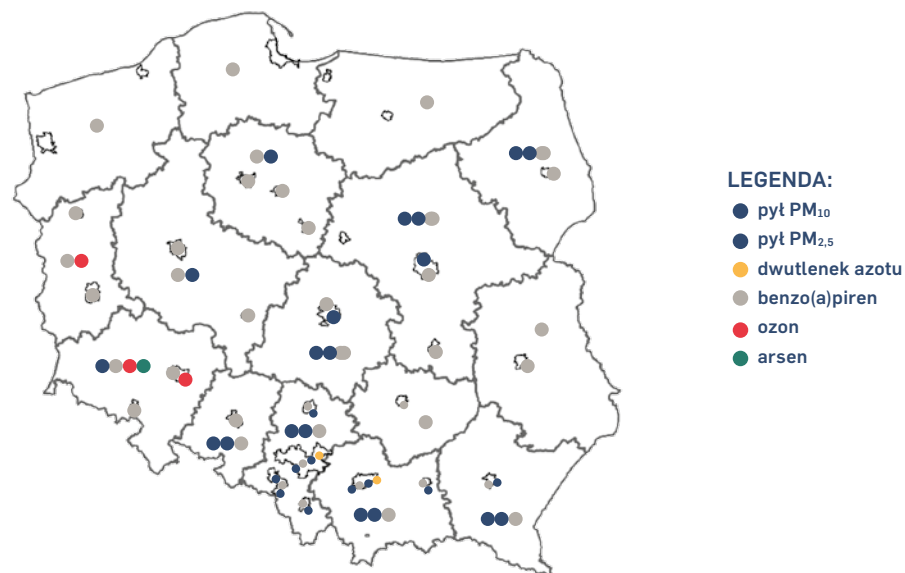 LEGENDA:
pył PM₁₀
pył PM₂,₅
dwutlenek azotu
benzo(a)piren
ozon
arsen